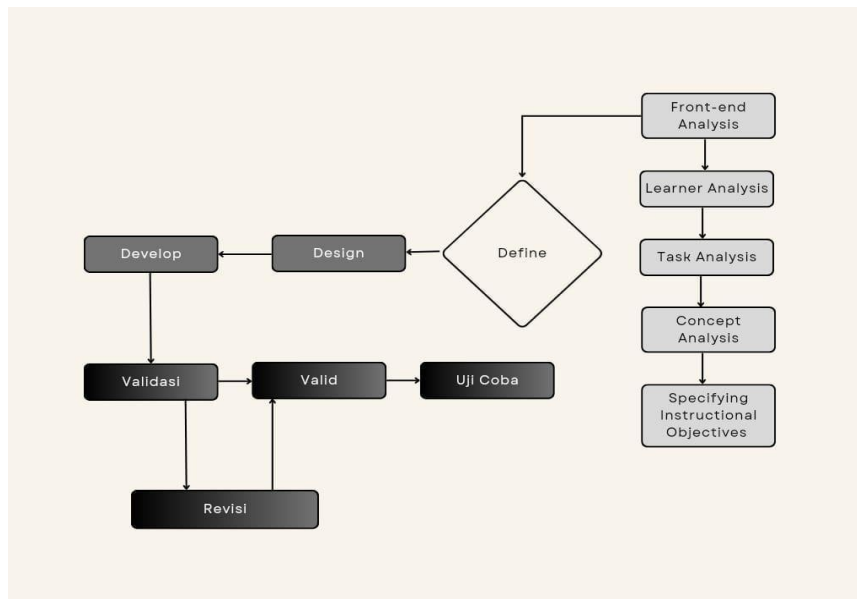 Front-end
Analysis
Learner Analysis
Task Analysis
Concept
Analysis
Specifying
Instructional
Objectives
Define
Design
Develop
Validasi
Valid
Uji Coba
Revisi